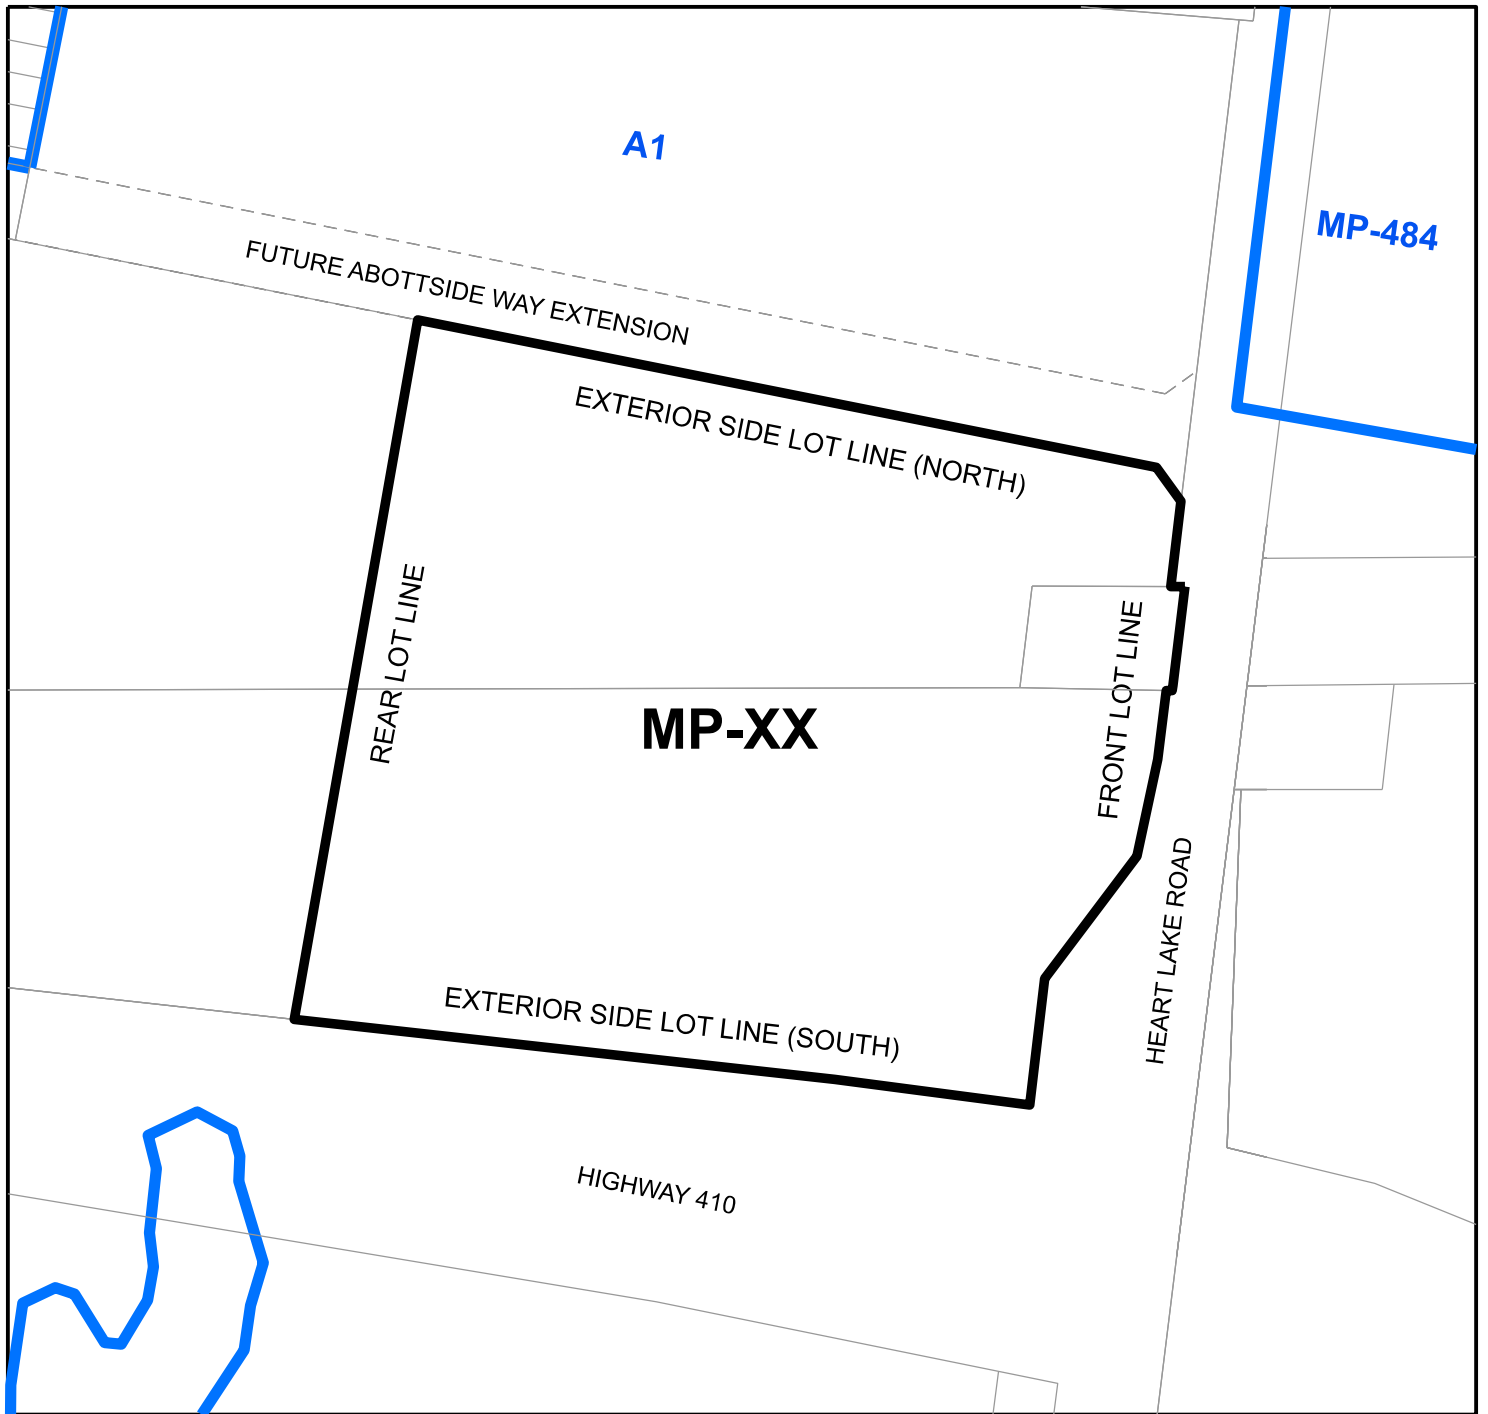 A1
MP-484
FUTURE ABOTTSIDE WAY EXTENSION
EXTERIOR SIDE LOT LINE (NORTH)
REAR LOT LINE
FRONT LOT LINE
MP-XX
HEART LAKE ROAD
EXTERIOR SIDE LOT LINE (SOUTH)
HIGHWAY 410